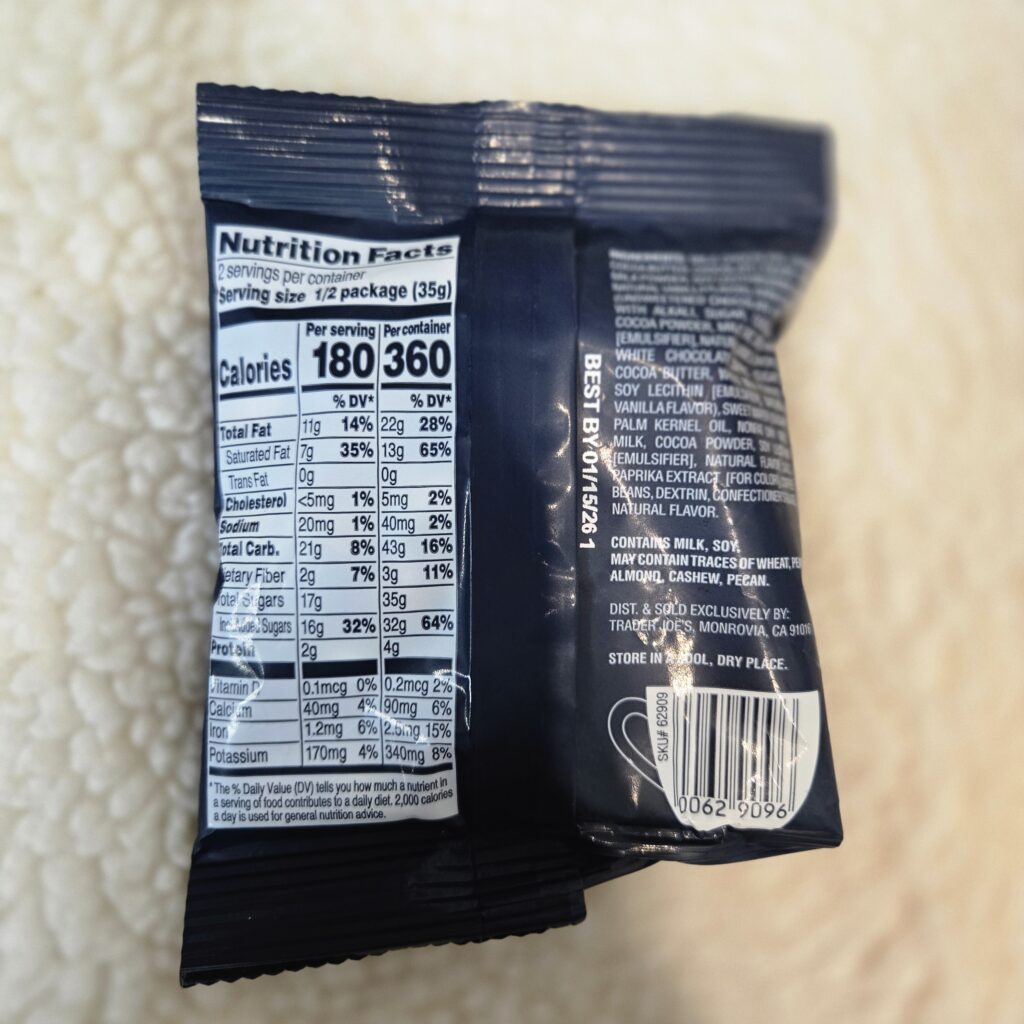 Nutrition Facts
2 servings per container
Serving size 1/2 package (35g)
Per serving Per container
Calories 180 360
% DV* % DV*
Total Fat 11g 14% 22g 28%
Saturated Fat 7g 35% 13g 65%
Trans Fat 0g 0g
Cholesterol <5mg 1% 5mg 2%
Sodium 20mg 1% 40mg 2%
Total Carb. 21g 8% 43g 16%
Dietary Fiber 2g 7% 3g 11%
Total Sugars 17g 35g
Incl. Added Sugars 16g 32% 32g 64%
Protein 2g 4g
Vitamin D 0.1mcg 0% 0.2mcg 2%
Calcium 40mg 4% 90mg 6%
Iron 1.2mg 6% 2.5mg 15%
Potassium 170mg 4% 340mg 8%
*The % Daily Value (DV) tells you how much a nutrient in
a serving of food contributes to a daily diet. 2,000 calories
a day is used for general nutrition advice.
BEST BY 01/15/26 1
WITH ALKALI, SUGAR,
COCOA POWDER,
[EMULSIFIER],
WHITE CHOCOLATE
COCOA BUTTER,
SOY LECITHIN
VANILLA FLAVOR),
PALM KERNEL OIL,
MILK, COCOA POWDER,
[EMULSIFIER], NATURAL
PAPRIKA EXTRACT [FOR COLOR],
BEANS, DEXTRIN,
NATURAL FLAVOR.
CONTAINS MILK, SOY.
MAY CONTAIN TRACES OF WHEAT,
ALMOND, CASHEW, PECAN.
DIST. & SOLD EXCLUSIVELY BY:
TRADER JOE'S, MONROVIA, CA 91016
STORE IN A COOL, DRY PLACE.
SKU# 62909
0062 9096